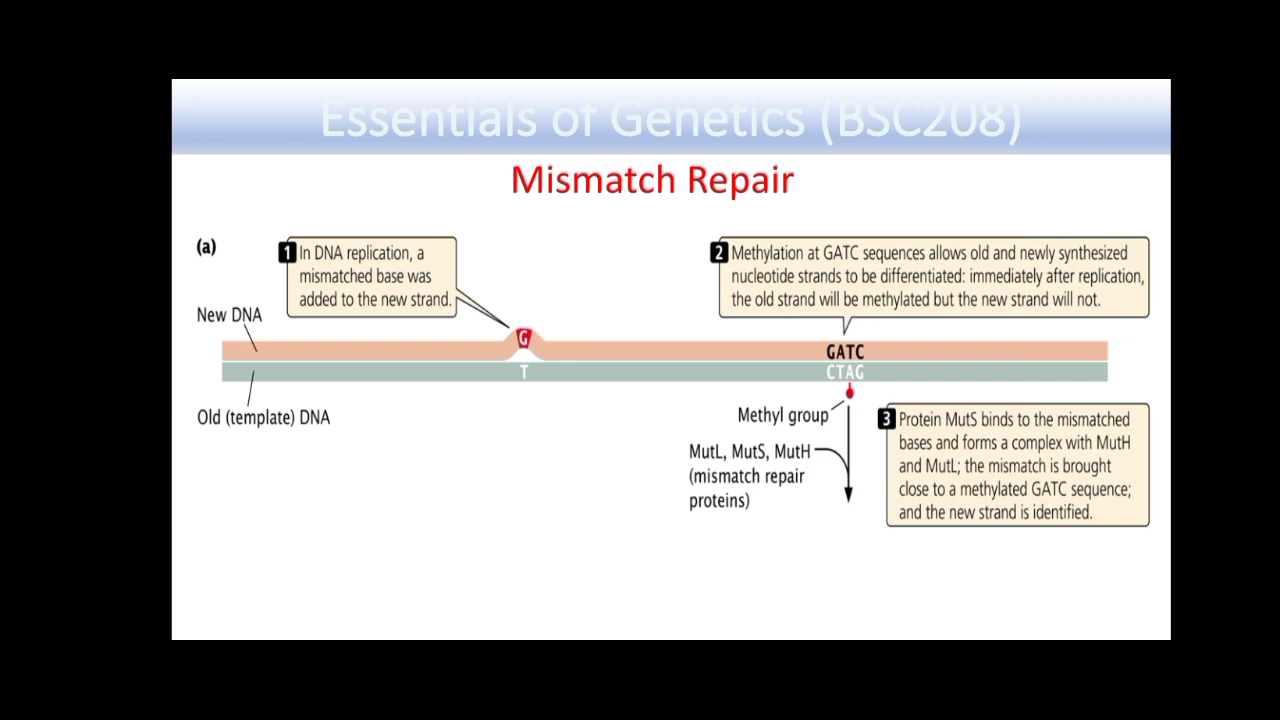 Essentials of Genetics (BSC208)
Mismatch Repair
(a)
1 In DNA replication, a
mismatched base was
added to the new strand.
2 Methylation at GATC sequences allows old and newly synthesized
nucleotide strands to be differentiated: immediately after replication,
the old strand will be methylated but the new strand will not.
New DNA
G
GATC
T
CTAG
Old (template) DNA
Methyl group
MutL, MutS, MutH
(mismatch repair
proteins)
3 Protein MutS binds to the mismatched
bases and forms a complex with MutH
and MutL; the mismatch is brought
close to a methylated GATC sequence;
and the new strand is identified.